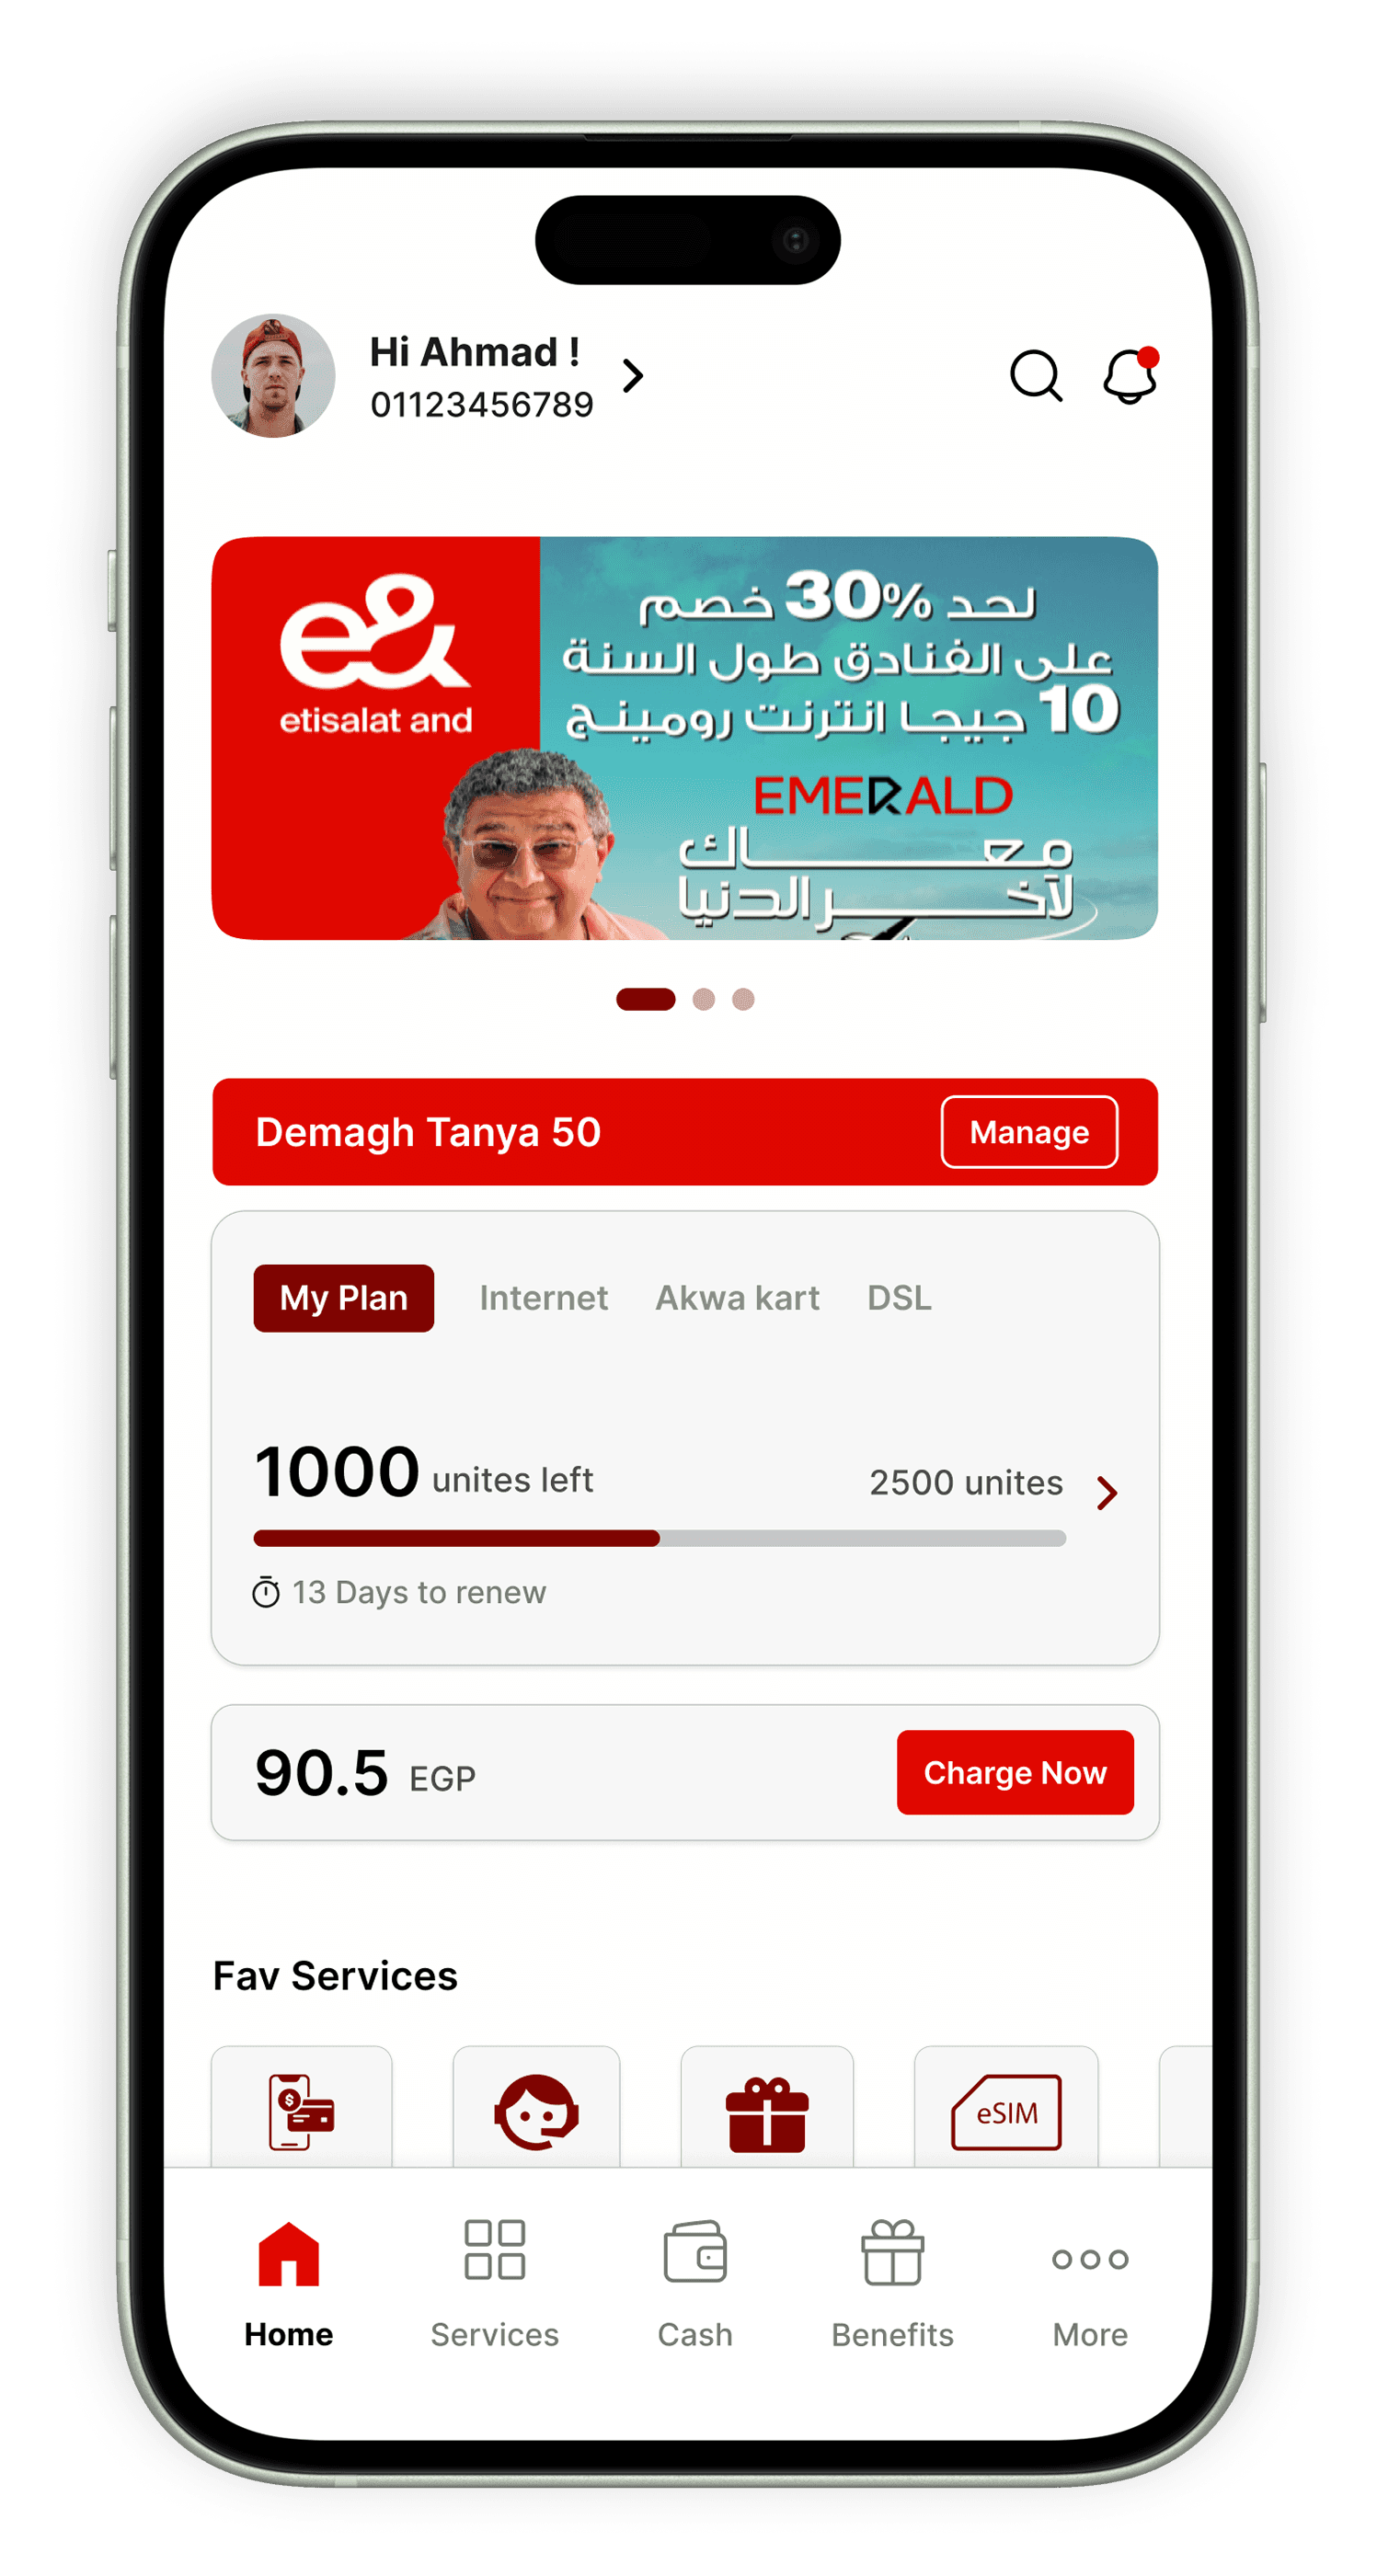 Hi Ahmad !
01123456789
e&
etisalat and
لحد 30% خصم
على الفنادق طول السنة
10 جيجا انترنت رومينج
EMERALD
معاك
لآخر الدنيا
Demagh Tanya 50
Manage
My Plan Internet Akwa kart DSL
1000 unites left 2500 unites
13 Days to renew
90.5 EGP
Charge Now
Fav Services
$
eSIM
Home Services Cash Benefits More